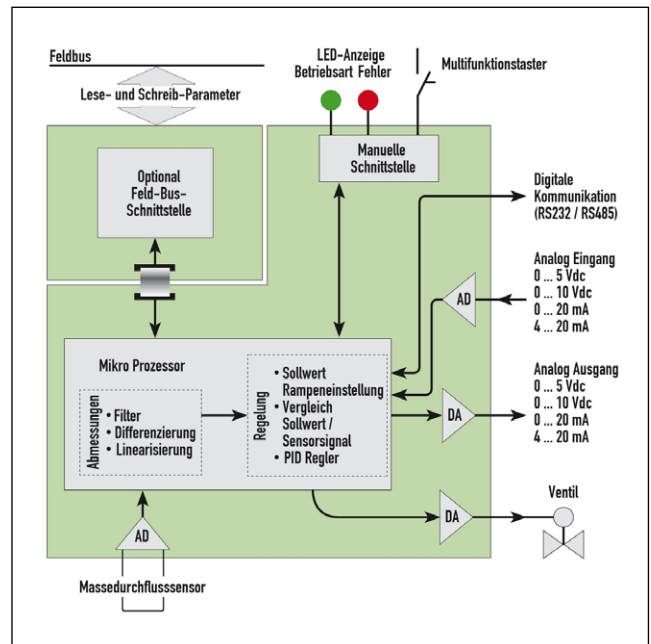 Feldbus
Lese- und Schreib-Parameter
LED-Anzeige
Betriebsart Fehler
Multifunktionstaster
Optional
Feld-Bus-
Schnittstelle
Manuelle
Schnittstelle
Digitale
Kommunikation
(RS232 / RS485)
Analog Eingang
0 ... 5 Vdc
0 ... 10 Vdc
0 ... 20 mA
4 ... 20 mA
AD
Mikro Prozessor
Abmessungen
• Filter
• Differenzierung
• Linearisierung
Regelung
• Sollwert
Rampeneinstellung
• Vergleich
Sollwert /
Sensorsignal
• PID Regler
Analog Ausgang
0 ... 5 Vdc
0 ... 10 Vdc
0 ... 20 mA
4 ... 20 mA
DA
Ventil
DA
AD
Massedurchflusssensor